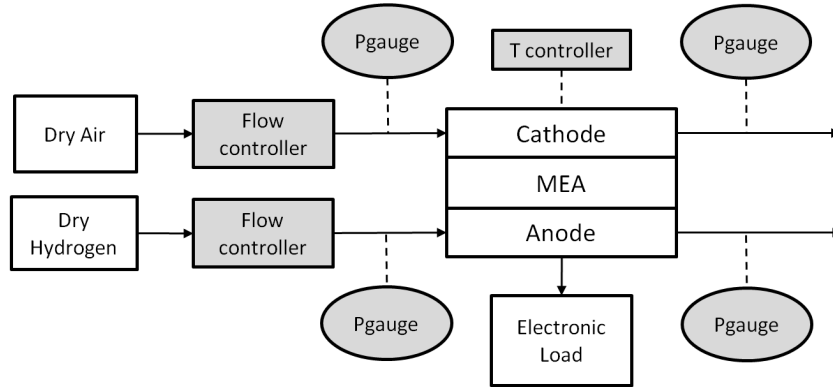 Pgauge
T controller
Pgauge
Dry Air
Flow
controller
Cathode
MEA
Dry
Hydrogen
Flow
controller
Anode
Pgauge
Electronic
Load
Pgauge